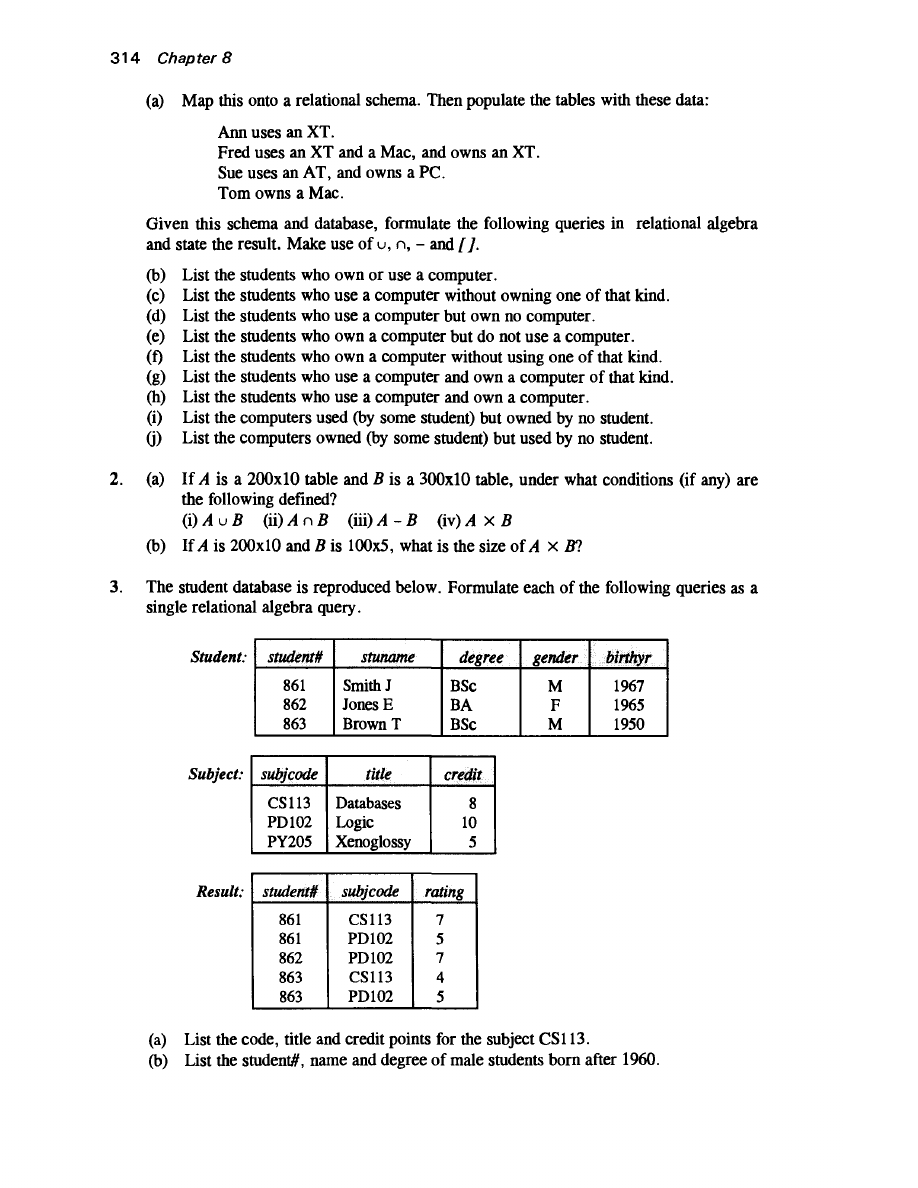 314 Chapter 8
(a) Map this onto a relational schema. Then populate the tables with these data:
Ann uses an XT.
Fred uses an XT and a Mac, and owns an XT.
Sue uses an AT, and owns a PC.
Tom owns a Mac.
Given this schema and database, formulate the following queries in relational algebra
and state the result. Make use of ∪, ∩, – and [ ].
(b) List the students who own or use a computer.
(c) List the students who use a computer without owning one of that kind.
(d) List the students who use a computer but own no computer.
(e) List the students who own a computer but do not use a computer.
(f) List the students who own a computer without using one of that kind.
(g) List the students who use a computer and own a computer of that kind.
(h) List the students who use a computer and own a computer.
(i) List the computers used (by some student) but owned by no student.
(j) List the computers owned (by some student) but used by no student.
2. (a) If A is a 200x10 table and B is a 300x10 table, under what conditions (if any) are
the following defined?
(i) A ∪ B (ii) A ∩ B (iii) A – B (iv) A × B
(b) If A is 200x10 and B is 100x5, what is the size of A × B?
3. The student database is reproduced below. Formulate each of the following queries as a
single relational algebra query.
Student: student# stuname degree gender birthyr
861 Smith J BSc M 1967
862 Jones E BA F 1965
863 Brown T BSc M 1950
Subject: subjcode title credit
CS113 Databases 8
PD102 Logic 10
PY205 Xenoglossy 5
Result: student# subjcode rating
861 CS113 7
861 PD102 5
862 PD102 7
863 CS113 4
863 PD102 5
(a) List the code, title and credit points for the subject CS113.
(b) List the student#, name and degree of male students born after 1960.